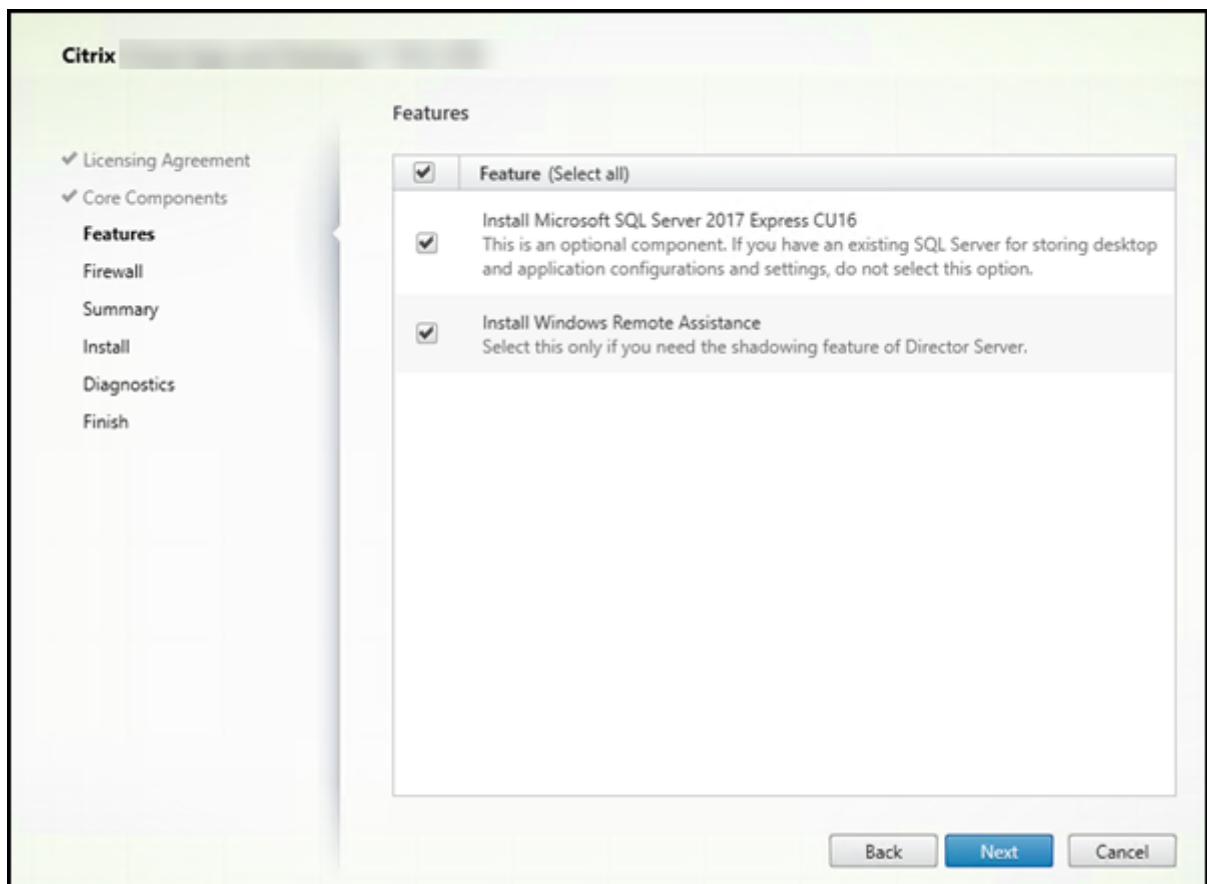 Citrix
Features
Licensing Agreement
Core Components
Features
Firewall
Summary
Install
Diagnostics
Finish
Feature (Select all)
Install Microsoft SQL Server 2017 Express CU16
This is an optional component. If you have an existing SQL Server for storing desktop
and application configurations and settings, do not select this option.
Install Windows Remote Assistance
Select this only if you need the shadowing feature of Director Server.
Back
Next
Cancel